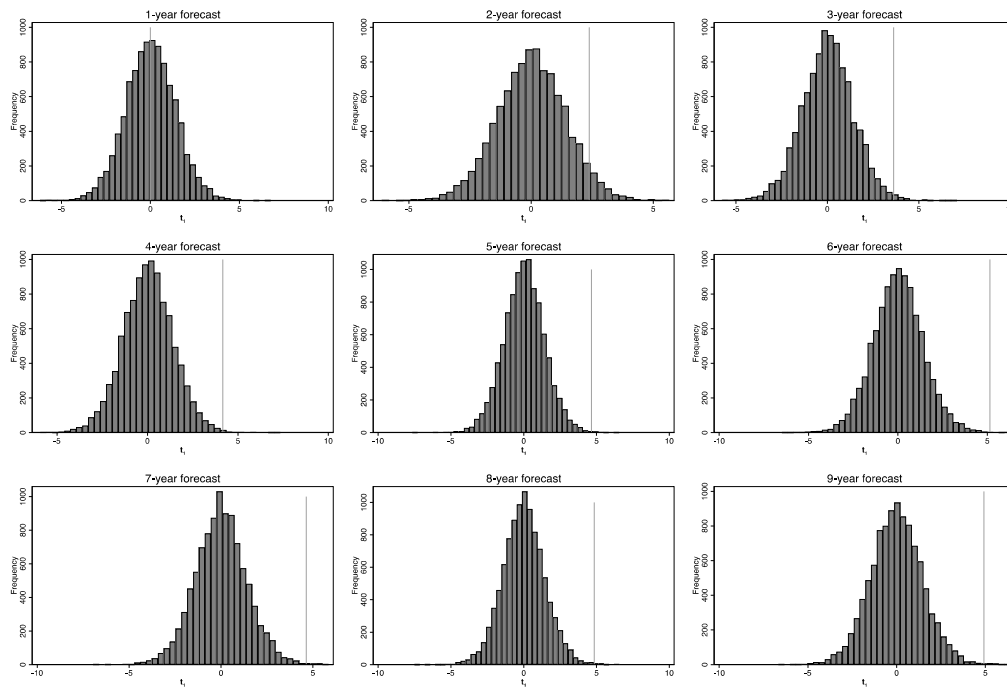 1-year forecast
2-year forecast
3-year forecast
Frequency
0 200 400 600 800 1000
-5 0 5 10
t1
Frequency
0 200 400 600 800 1000
-5 0 5
t1
Frequency
0 200 400 600 800 1000
-5 0 5
t1
4-year forecast
5-year forecast
6-year forecast
Frequency
0 200 400 600 800 1000
-5 0 5 10
t1
Frequency
0 200 400 600 800 1000
-10 -5 0 5 10
t1
Frequency
0 200 400 600 800 1000
-10 -5 0 5
t1
7-year forecast
8-year forecast
9-year forecast
Frequency
0 200 400 600 800 1000
-10 -5 0 5
t1
Frequency
0 200 400 600 800 1000
-10 -5 0 5 10
t1
Frequency
0 200 400 600 800 1000
-10 -5 0 5
t1